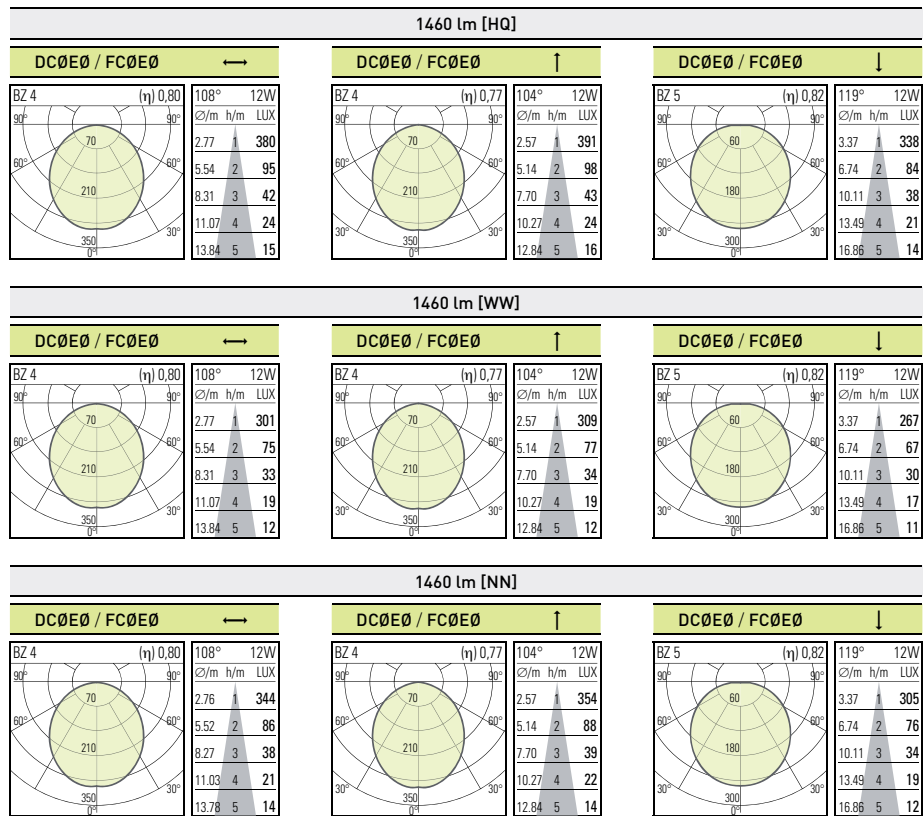 1460 lm [HQ]
DCØEØ / FCØEØ ↔
BZ 4 (η) 0,80
90° 90°
70
60° 60°
210
30° 30°
350
0°
108° 12W
∅/m h/m LUX
2.77 1 380
5.54 2 95
8.31 3 42
11.07 4 24
13.84 5 15
DCØEØ / FCØEØ ↑
BZ 4 (η) 0,77
90° 90°
70
60° 60°
210
30° 30°
350
0°
104° 12W
∅/m h/m LUX
2.57 1 391
5.14 2 98
7.70 3 43
10.27 4 24
12.84 5 16
DCØEØ / FCØEØ ↓
BZ 5 (η) 0,82
90° 90°
60
60° 60°
180
30° 30°
300
0°
119° 12W
∅/m h/m LUX
3.37 1 338
6.74 2 84
10.11 3 38
13.49 4 21
16.86 5 14
1460 lm [WW]
DCØEØ / FCØEØ ↔
BZ 4 (η) 0,80
90° 90°
70
60° 60°
210
30° 30°
350
0°
108° 12W
∅/m h/m LUX
2.77 1 301
5.54 2 75
8.31 3 33
11.07 4 19
13.84 5 12
DCØEØ / FCØEØ ↑
BZ 4 (η) 0,77
90° 90°
70
60° 60°
210
30° 30°
350
0°
104° 12W
∅/m h/m LUX
2.57 1 309
5.14 2 77
7.70 3 34
10.27 4 19
12.84 5 12
DCØEØ / FCØEØ ↓
BZ 5 (η) 0,82
90° 90°
60
60° 60°
180
30° 30°
300
0°
119° 12W
∅/m h/m LUX
3.37 1 267
6.74 2 67
10.11 3 30
13.49 4 17
16.86 5 11
1460 lm [NN]
DCØEØ / FCØEØ ↔
BZ 4 (η) 0,80
90° 90°
70
60° 60°
210
30° 30°
350
0°
108° 12W
∅/m h/m LUX
2.76 1 344
5.52 2 86
8.27 3 38
11.03 4 21
13.78 5 14
DCØEØ / FCØEØ ↑
BZ 4 (η) 0,77
90° 90°
70
60° 60°
210
30° 30°
350
0°
104° 12W
∅/m h/m LUX
2.57 1 354
5.14 2 88
7.70 3 39
10.27 4 22
12.84 5 14
DCØEØ / FCØEØ ↓
BZ 5 (η) 0,82
90° 90°
60
60° 60°
180
30° 30°
300
0°
119° 12W
∅/m h/m LUX
3.37 1 305
6.74 2 76
10.11 3 34
13.49 4 19
16.86 5 12